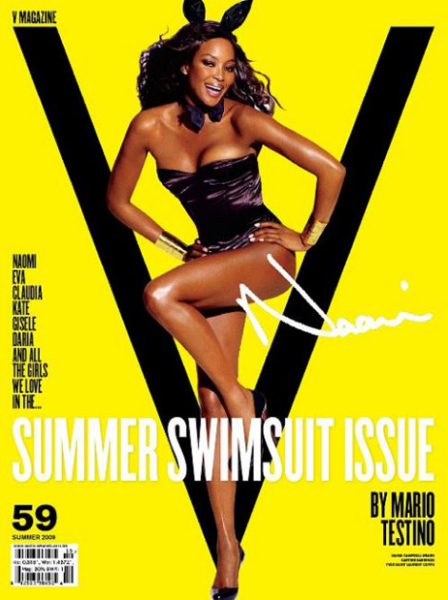 V MAGAZINE
NAOMI
EVA
CLAUDIA
KATE
GISELE
DARIA
AND ALL
THE GIRLS
WE LOVE
IN THE...
Naomi
SUMMER SWIMSUIT ISSUE
BY MARIO
TESTINO
59
SUMMER 2009